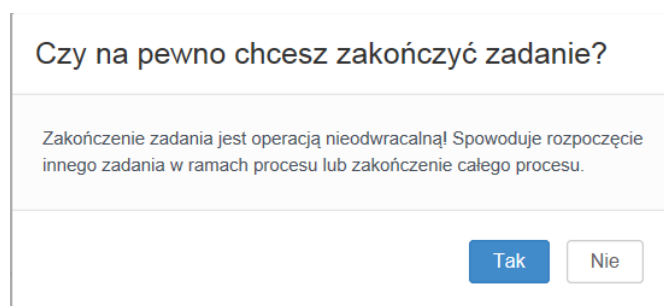 Czy na pewno chcesz zakończyć zadanie?
Zakończenie zadania jest operacją nieodwracalną! Spowoduje rozpoczęcie
innego zadania w ramach procesu lub zakończenie całego procesu.
Tak Nie